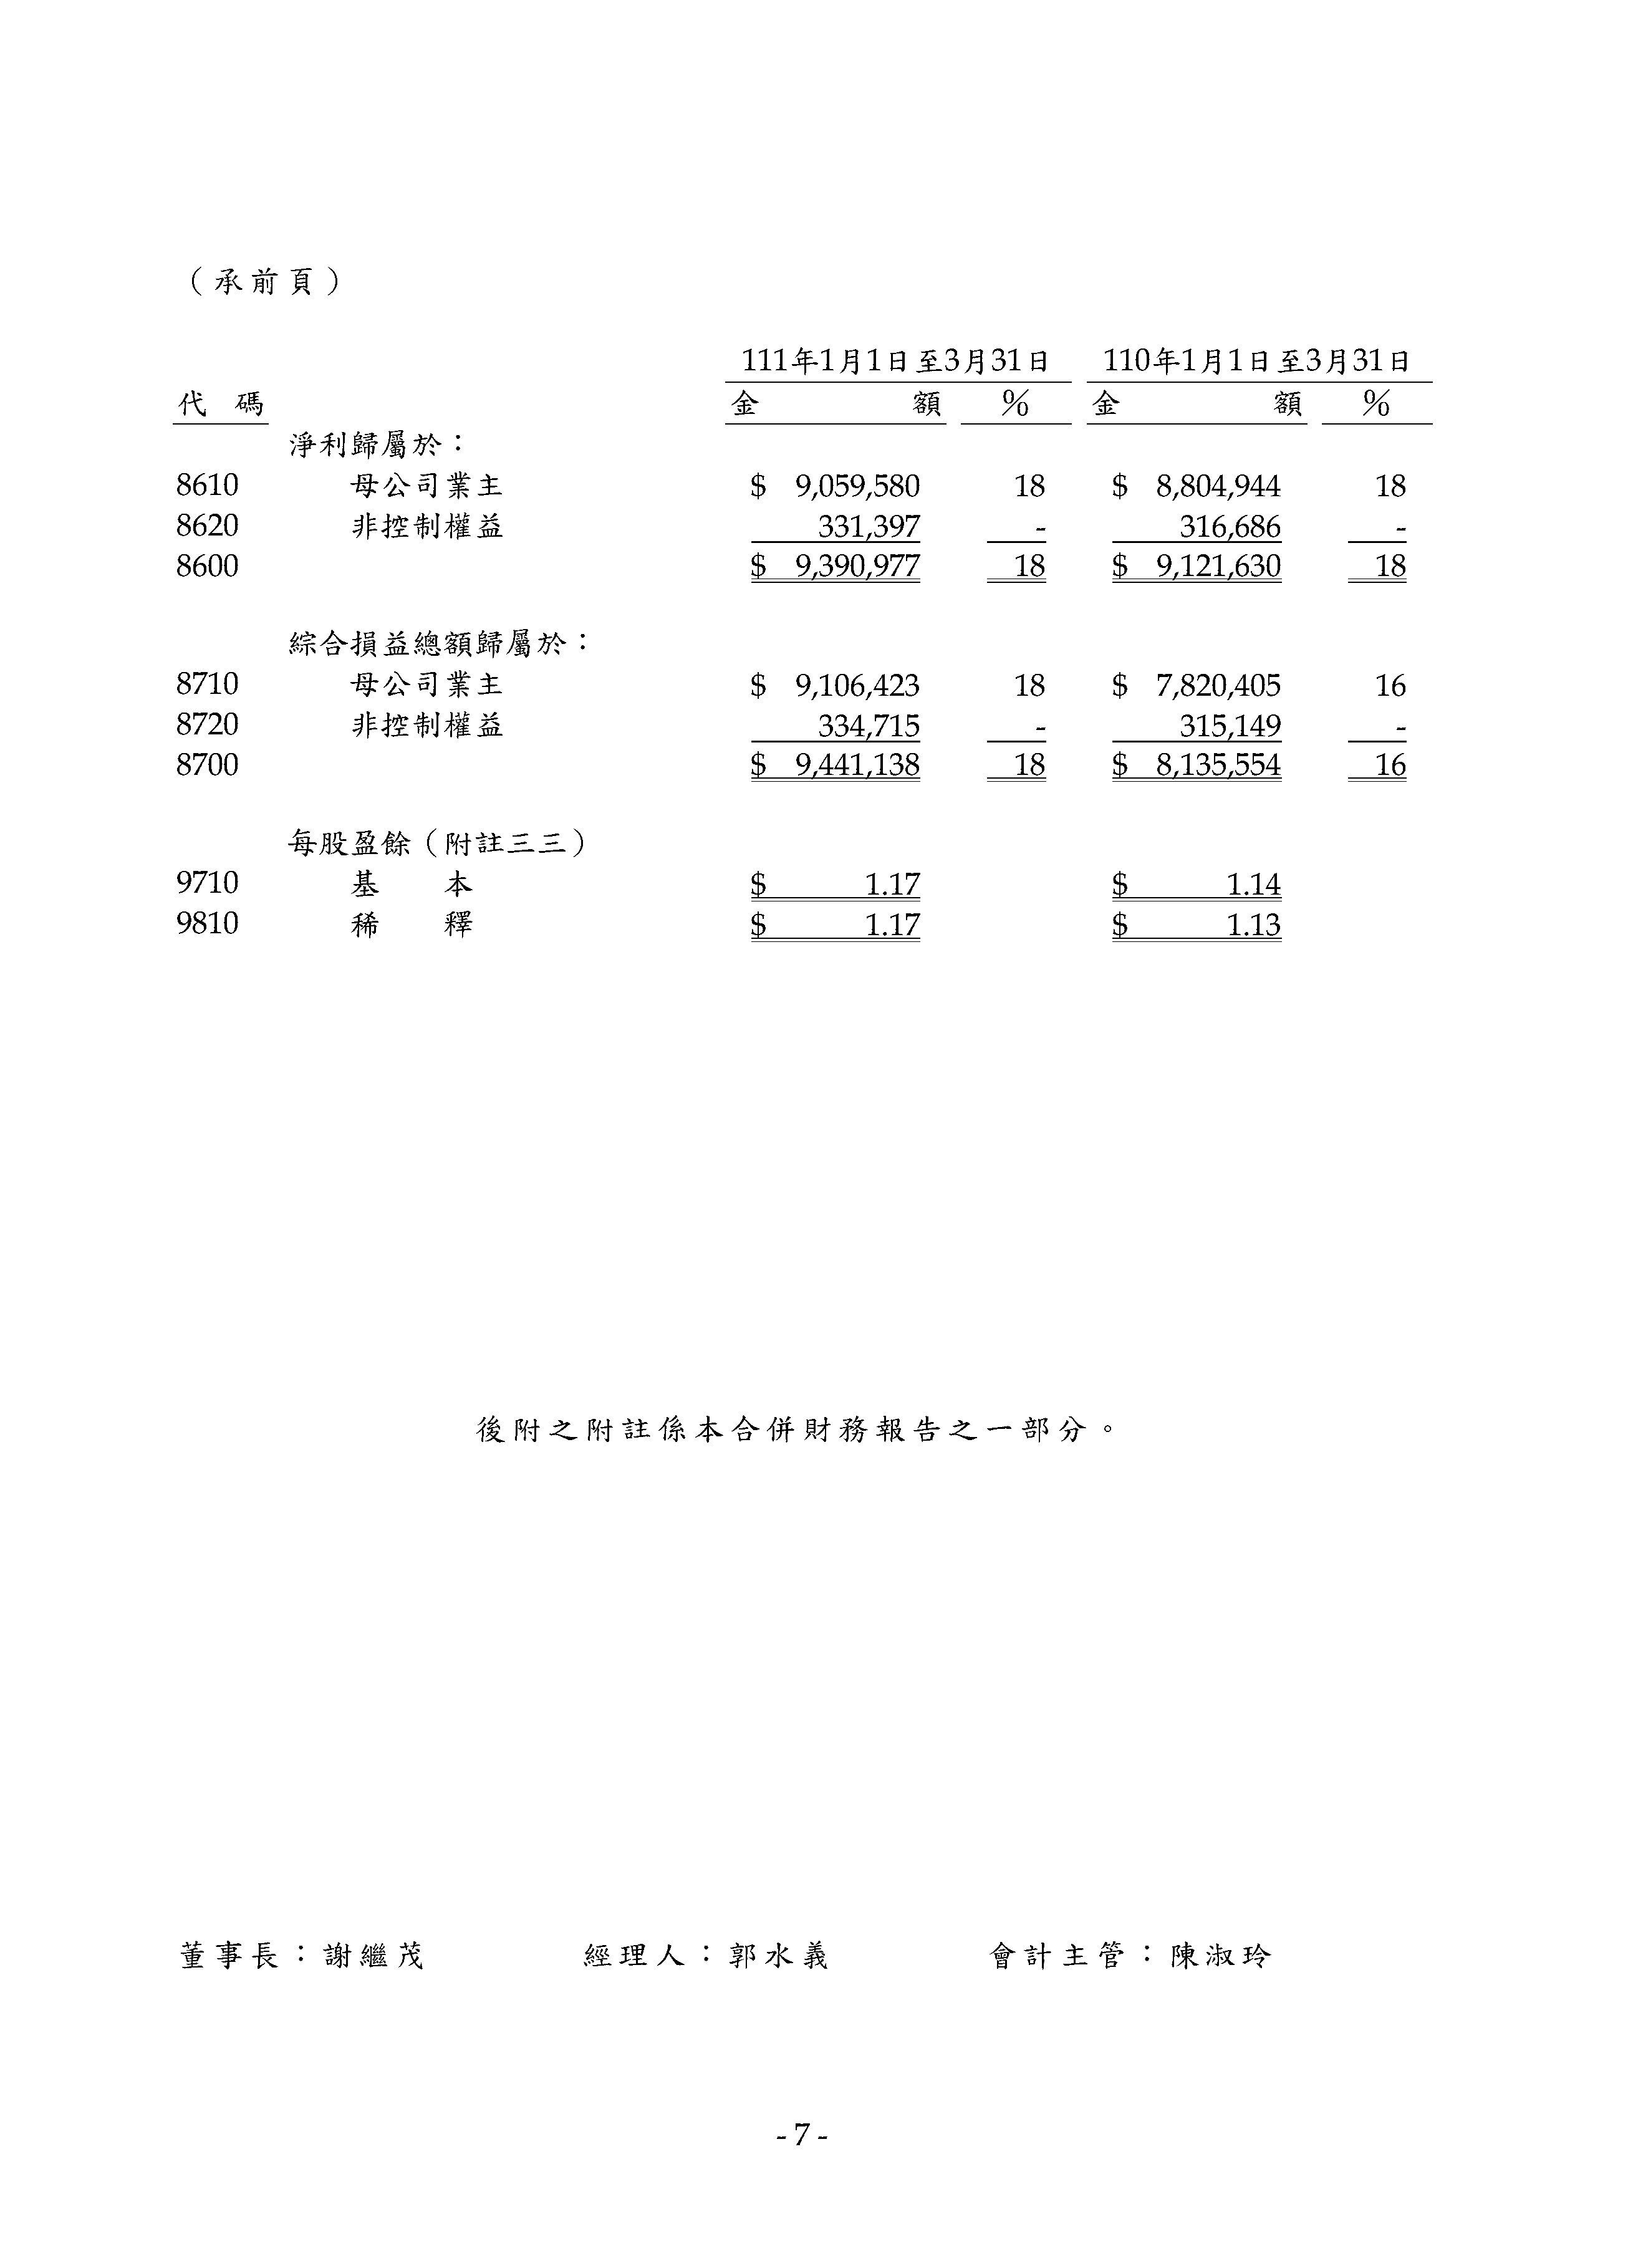 （承前頁）
111年1月1日至3月31日 110年1月1日至3月31日
代 碼 金 額 ％ 金 額 ％
淨利歸屬於：
8610 母公司業主 $ 9,059,580 18 $ 8,804,944 18
8620 非控制權益 331,397 - 316,686 -
8600 $ 9,390,977 18 $ 9,121,630 18
綜合損益總額歸屬於：
8710 母公司業主 $ 9,106,423 18 $ 7,820,405 16
8720 非控制權益 334,715 - 315,149 -
8700 $ 9,441,138 18 $ 8,135,554 16
每股盈餘（附註三三）
9710 基 本 $ 1.17 $ 1.14
9810 稀 釋 $ 1.17 $ 1.13
後附之附註係本合併財務報告之一部分。
董事長：謝繼茂 經理人：郭水義 會計主管：陳淑玲
- 7 -